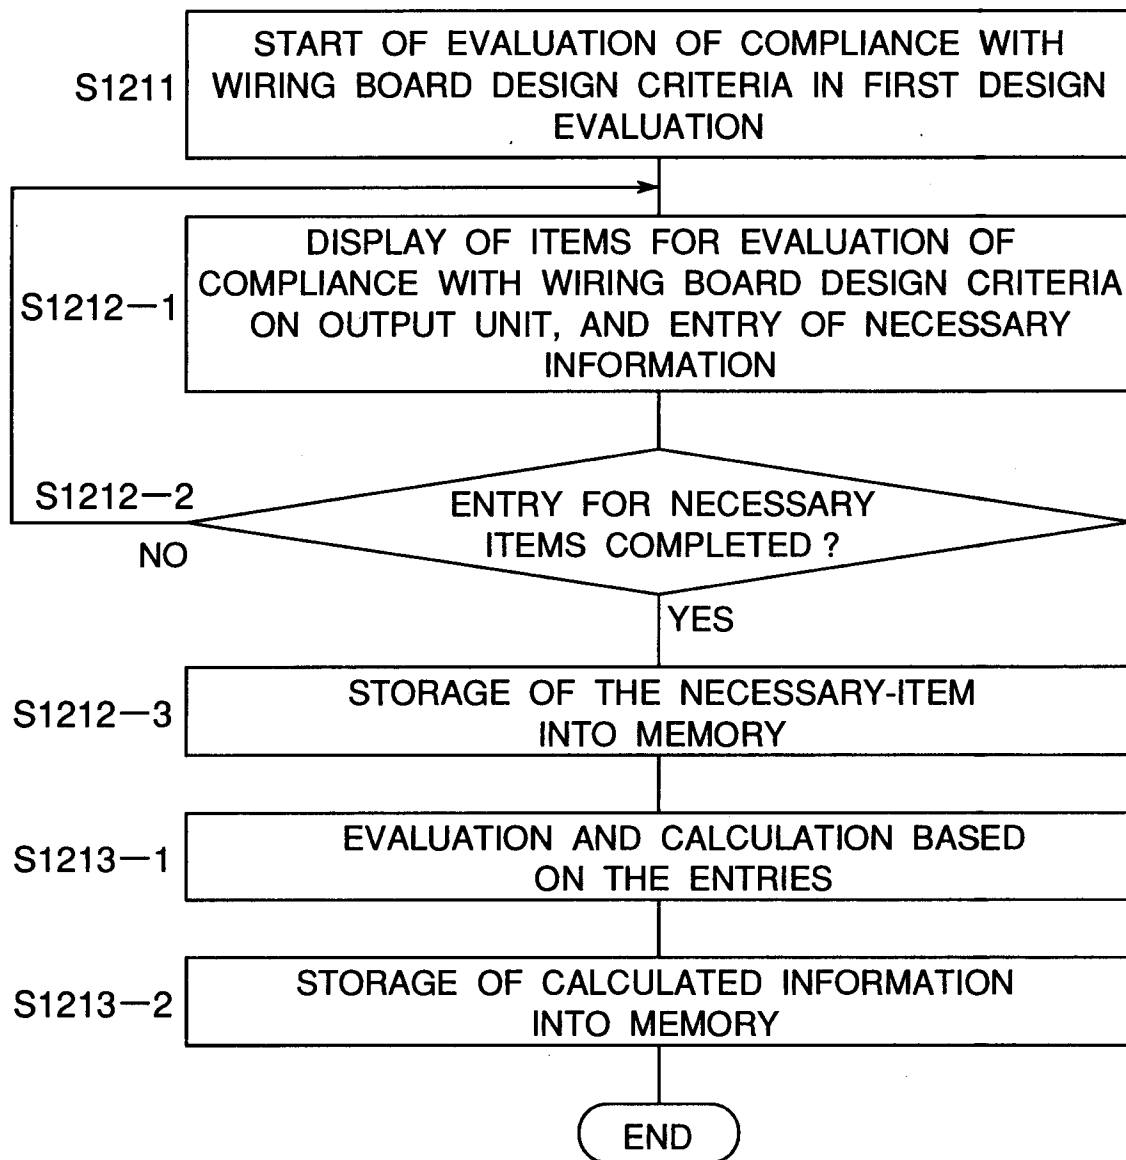 START OF EVALUATION OF COMPLIANCE WITH
S1211
WIRING BOARD DESIGN CRITERIA IN FIRST DESIGN
EVALUATION
DISPLAY OF ITEMS FOR EVALUATION OF
COMPLIANCE WITH WIRING BOARD DESIGN CRITERIA
S1212—1
ON OUTPUT UNIT, AND ENTRY OF NECESSARY
INFORMATION
S1212—2
ENTRY FOR NECESSARY
ITEMS COMPLETED ?
NO
YES
STORAGE OF THE NECESSARY-ITEM
S1212—3
INTO MEMORY
EVALUATION AND CALCULATION BASED
S1213—1
ON THE ENTRIES
STORAGE OF CALCULATED INFORMATION
S1213—2
INTO MEMORY
END